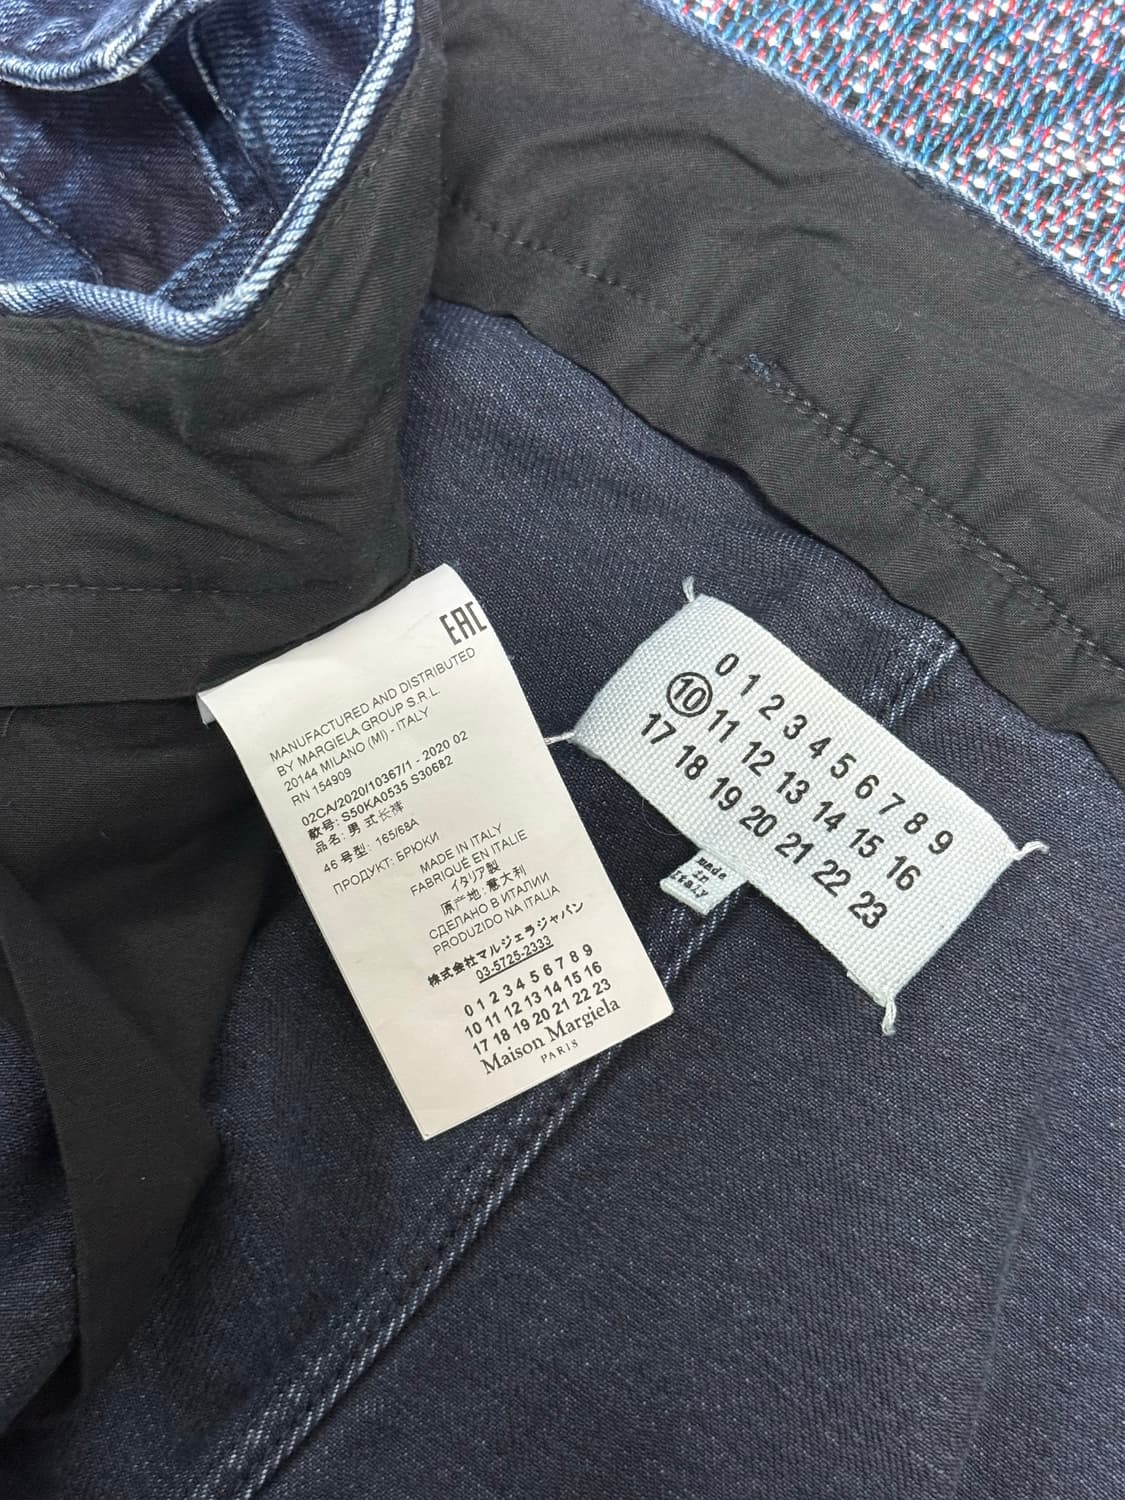 EAC
MANUFACTURED AND DISTRIBUTED
BY MARGIELA GROUP S.R.L.
20144 MILANO (MI) - ITALY
RN 154909
02CA/2020/10367/1 - 2020 02
款号: S50KA0535 S30682
品名: 男 式 长裤
46 号型: 165/68A
ПРОДУКТ: БРЮКИ
MADE IN ITALY
FABRIQUÉ EN ITALIE
イタリア製
原产地: 意大利
СДЕЛАНО В ИТАЛИИ
PRODUZIDO NA ITALIA
株式会社 マルジェラジャパン
03-5725-2333
0 1 2 3 4 5 6 7 8 9
10 11 12 13 14 15 16
17 18 19 20 21 22 23
Maison Margiela
PARIS
0 1 2 3 4 5 6 7 8 9
10 11 12 13 14 15 16
17 18 19 20 21 22 23
made
in
Italy